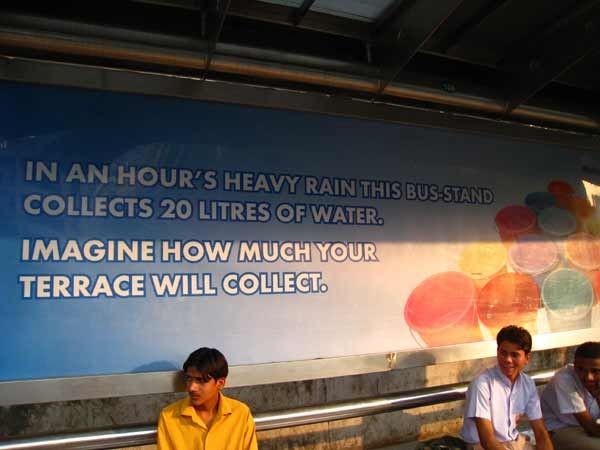 IN AN HOUR'S HEAVY RAIN THIS BUS-STAND
COLLECTS 20 LITRES OF WATER.
IMAGINE HOW MUCH YOUR
TERRACE WILL COLLECT.